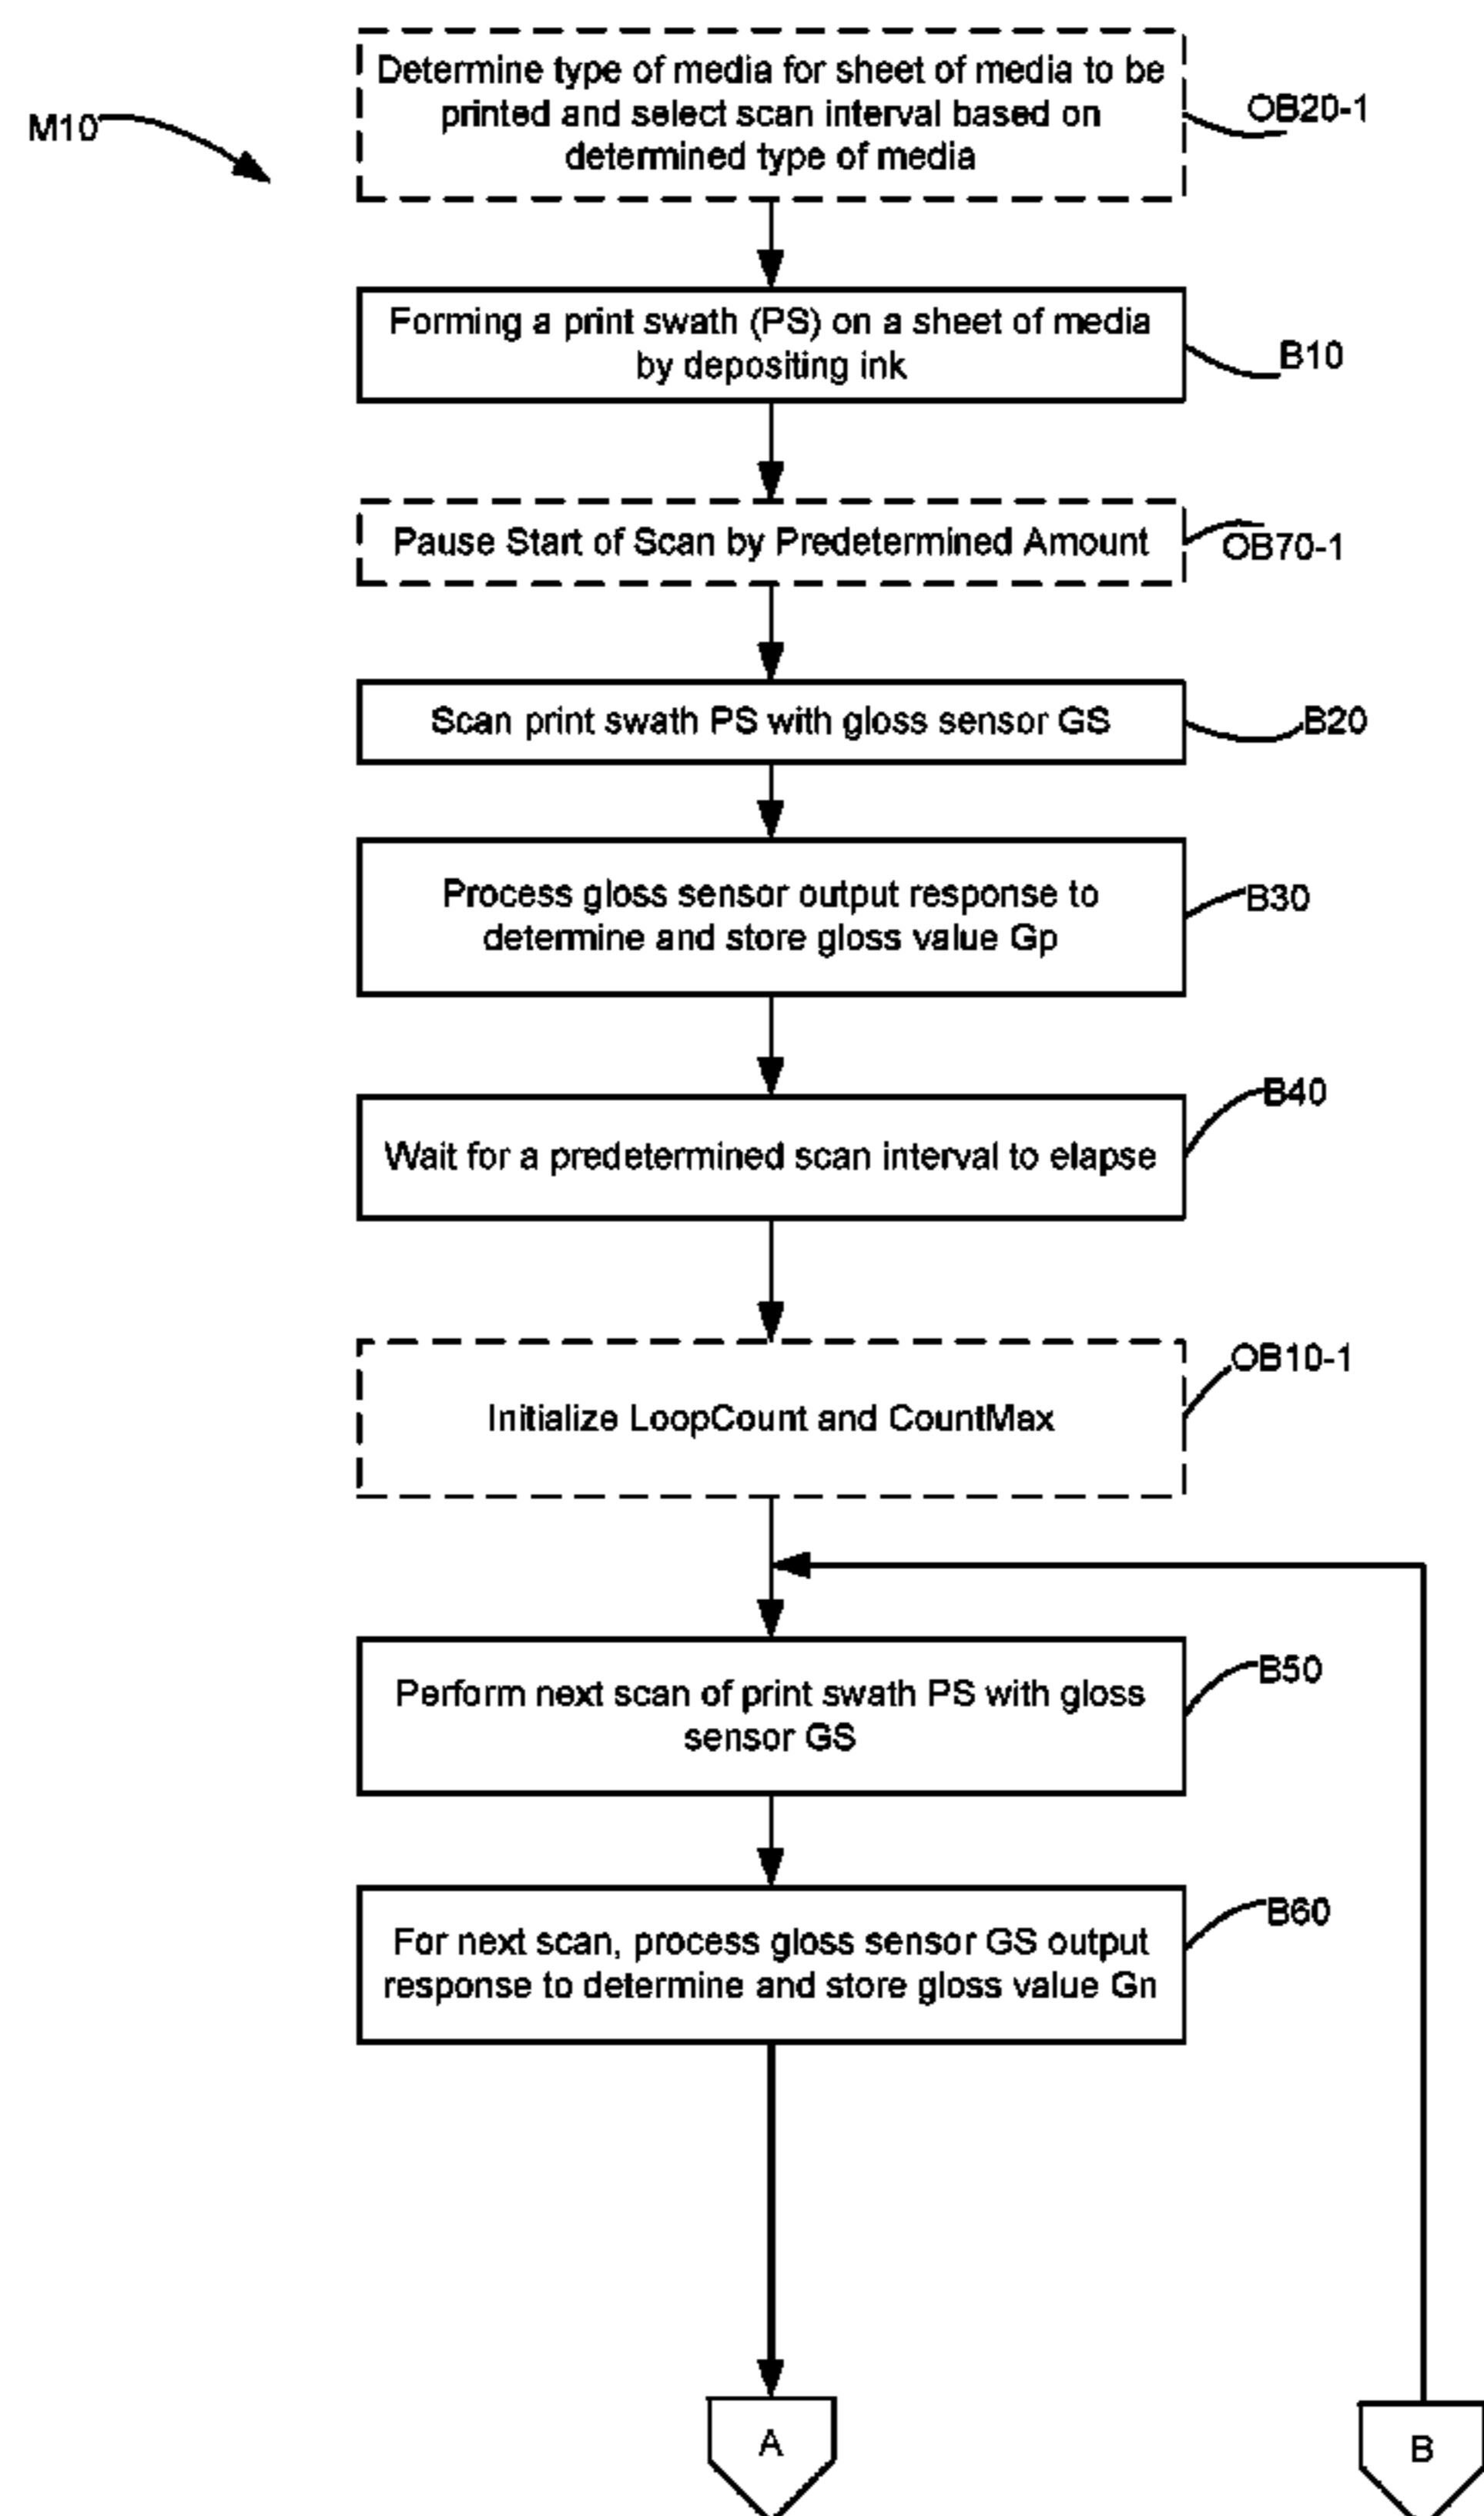 M10
Determine type of media for sheet of media to be
printed and select scan interval based on
determined type of media
OB20-1
Forming a print swath (PS) on a sheet of media
by depositing ink
B10
Pause Start of Scan by Predetermined Amount
OB70-1
Scan print swath PS with gloss sensor GS
B20
Process gloss sensor output response to
determine and store gloss value Gp
B30
Wait for a predetermined scan interval to elapse
B40
Initialize LoopCount and CountMax
OB10-1
Perform next scan of print swath PS with gloss
sensor GS
B50
For next scan, process gloss sensor GS output
response to determine and store gloss value Gn
B60
A
B